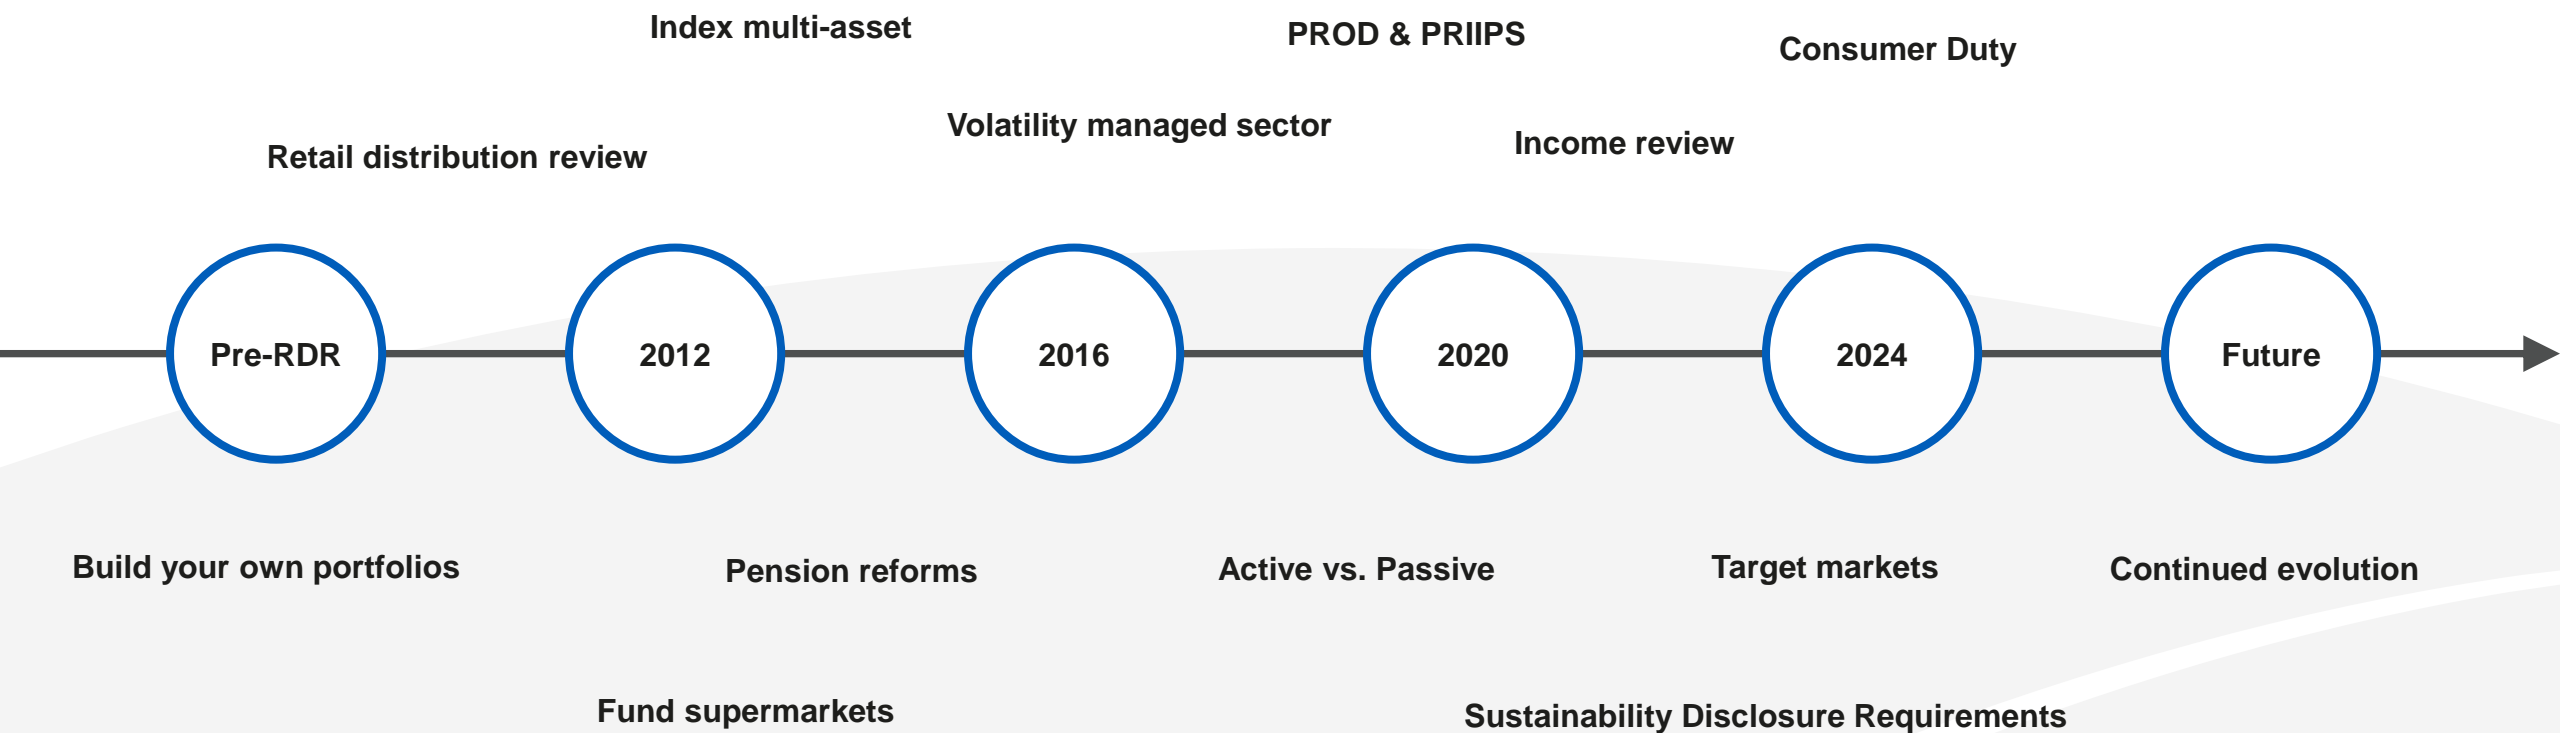 Index multi-asset
PROD & PRIIPS
Consumer Duty
Volatility managed sector
Income review
Retail distribution review
Pre-RDR
2012
2016
2020
2024
Future
Build your own portfolios
Pension reforms
Active vs. Passive
Target markets
Continued evolution
Fund supermarkets
Sustainability Disclosure Requirements